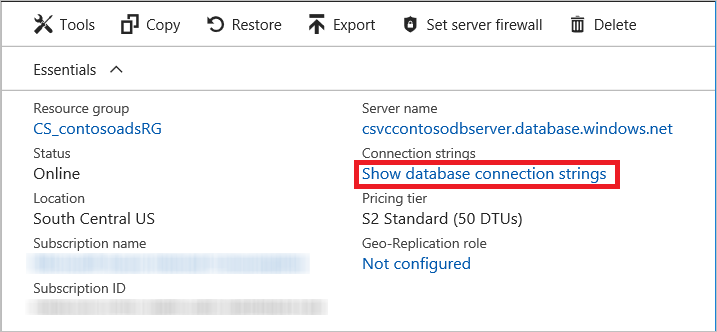 Tools Copy Restore Export Set server firewall Delete
Essentials
Resource group
CS_contosoadsRG
Status
Online
Location
South Central US
Subscription name
Subscription ID
Server name
csvccontosodbserver.database.windows.net
Connection strings
Show database connection strings
Pricing tier
S2 Standard (50 DTUs)
Geo-Replication role
Not configured